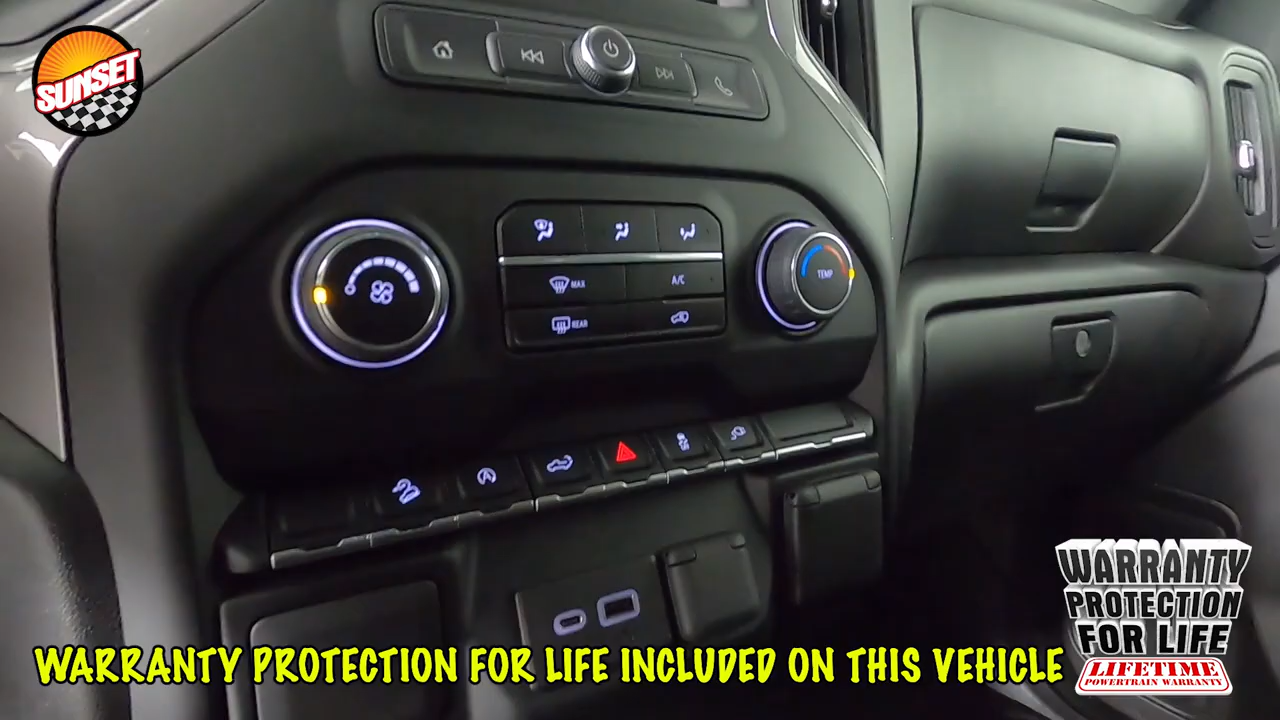 SUNSET
MAX
A/C
REAR
TEMP
WARRANTY
PROTECTION
FOR LIFE
LIFETIME
POWERTRAIN WARRANTY
WARRANTY PROTECTION FOR LIFE INCLUDED ON THIS VEHICLE